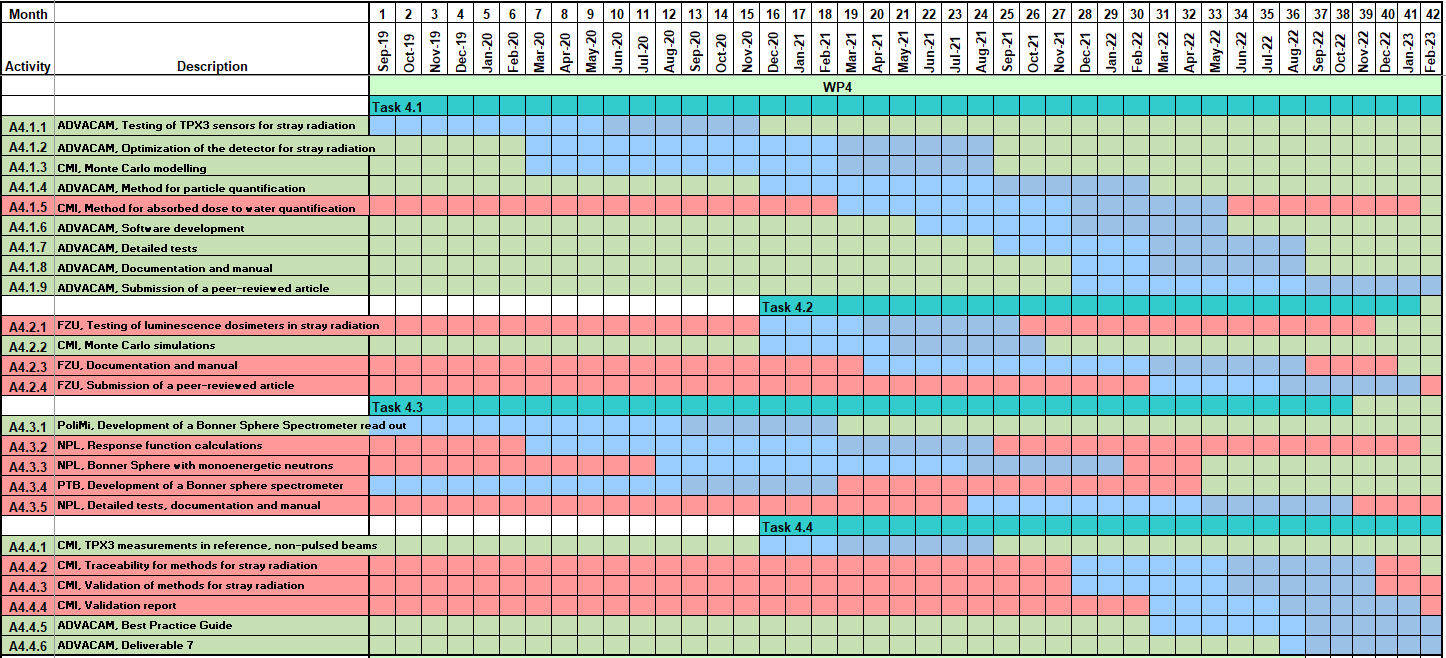 Month 1 2 3 4 5 6 7 8 9 10 11 12 13 14 15 16 17 18 19 20 21 22 23 24 25 26 27 28 29 30 31 32 33 34 35 36 37 38 39 40 41 42
Activity Description Sep-19 Oct-19 Nov-19 Dec-19 Jan-20 Feb-20 Mar-20 Apr-20 May-20 Jun-20 Jul-20 Aug-20 Sep-20 Oct-20 Nov-20 Dec-20 Jan-21 Feb-21 Mar-21 Apr-21 May-21 Jun-21 Jul-21 Aug-21 Sep-21 Oct-21 Nov-21 Dec-21 Jan-22 Feb-22 Mar-22 Apr-22 May-22 Jun-22 Jul-22 Aug-22 Sep-22 Oct-22 Nov-22 Dec-22 Jan-23 Feb-23
WP4
Task 4.1
A4.1.1 ADVACAM, Testing of TPX3 sensors for stray radiation
A4.1.2 ADVACAM, Optimization of the detector for stray radiation
A4.1.3 CMI, Monte Carlo modelling
A4.1.4 ADVACAM, Method for particle quantification
A4.1.5 CMI, Method for absorbed dose to water quantification
A4.1.6 ADVACAM, Software development
A4.1.7 ADVACAM, Detailed tests
A4.1.8 ADVACAM, Documentation and manual
A4.1.9 ADVACAM, Submission of a peer-reviewed article
Task 4.2
A4.2.1 FZU, Testing of luminescence dosimeters in stray radiation
A4.2.2 CMI, Monte Carlo simulations
A4.2.3 FZU, Documentation and manual
A4.2.4 FZU, Submission of a peer-reviewed article
Task 4.3
A4.3.1 PoliMi, Development of a Bonner Sphere Spectrometer read out
A4.3.2 NPL, Response function calculations
A4.3.3 NPL, Bonner Sphere with monoenergetic neutrons
A4.3.4 PTB, Development of a Bonner sphere spectrometer
A4.3.5 NPL, Detailed tests, documentation and manual
Task 4.4
A4.4.1 CMI, TPX3 measurements in reference, non-pulsed beams
A4.4.2 CMI, Traceability for methods for stray radiation
A4.4.3 CMI, Validation of methods for stray radiation
A4.4.4 CMI, Validation report
A4.4.5 ADVACAM, Best Practice Guide
A4.4.6 ADVACAM, Deliverable 7